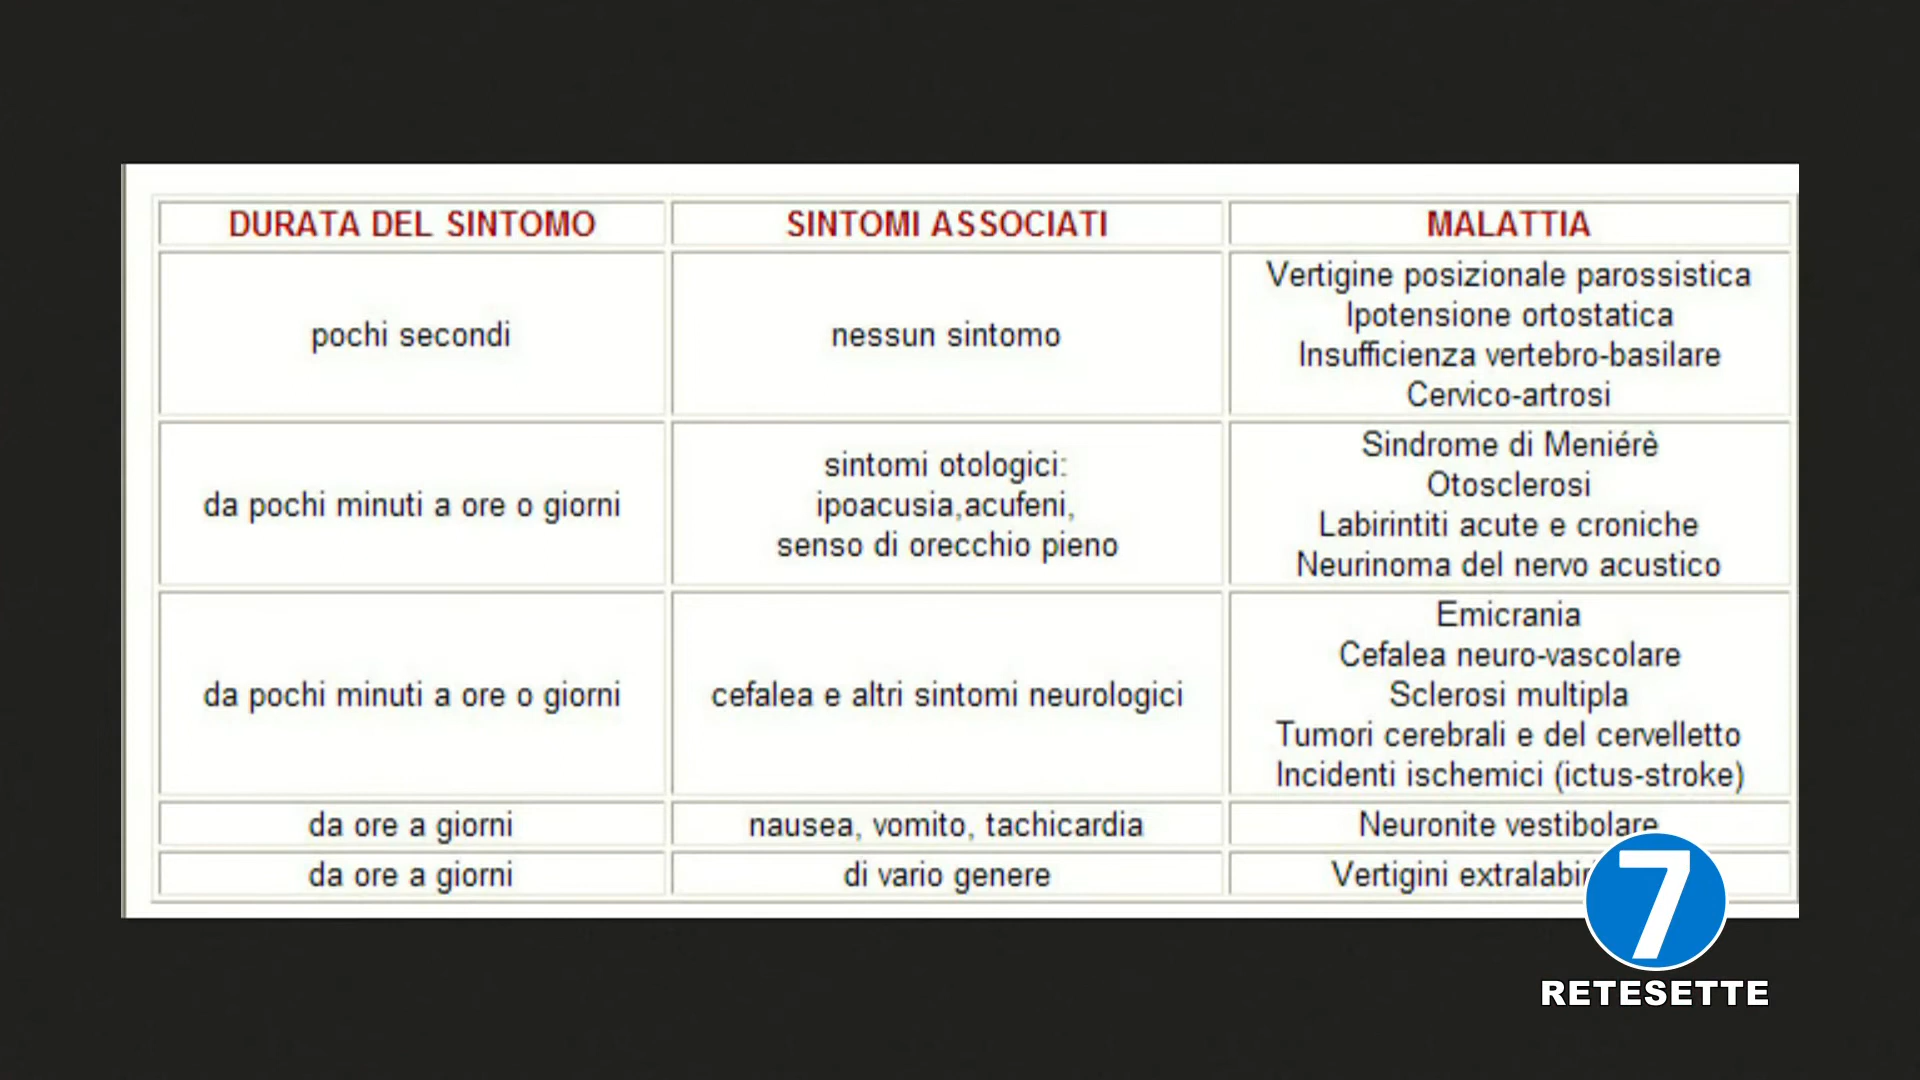 DURATA DEL SINTOMO
SINTOMI ASSOCIATI
MALATTIA
pochi secondi
nessun sintomo
Vertigine posizionale parossistica
Ipotensione ortostatica
Insufficienza vertebro-basilare
Cervico-artrosi
da pochi minuti a ore o giorni
sintomi otologici:
ipoacusia,acufeni,
senso di orecchio pieno
Sindrome di Meniérè
Otosclerosi
Labirintiti acute e croniche
Neurinoma del nervo acustico
da pochi minuti a ore o giorni
cefalea e altri sintomi neurologici
Emicrania
Cefalea neuro-vascolare
Sclerosi multipla
Tumori cerebrali e del cervelletto
Incidenti ischemici (ictus-stroke)
da ore a giorni
nausea, vomito, tachicardia
Neuronite vestibolare
da ore a giorni
di vario genere
Vertigini
7
RETESETTE